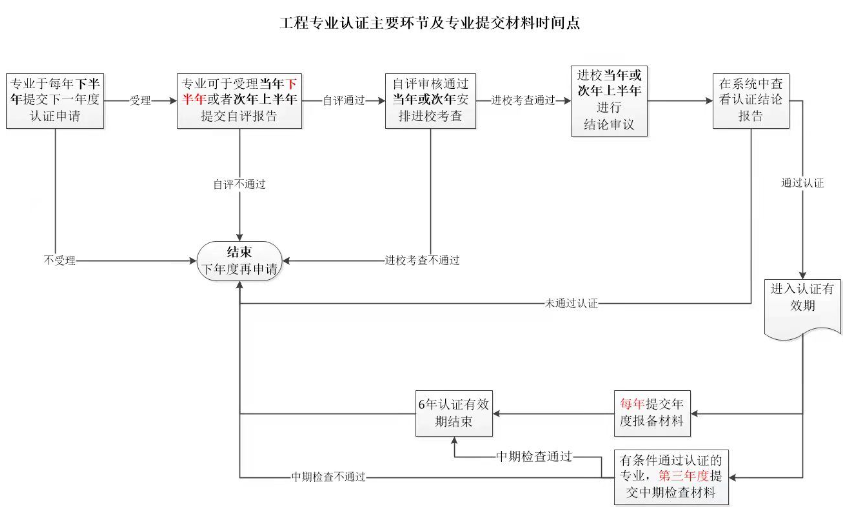 工程专业认证主要环节及专业提交材料时间点
专业于每年下半
年提交下一年度
认证申请
受理
专业可于受理当年下
半年或者次年上半年
提交自评报告
自评通过
自评审核通过
当年或次年安
排进校考查
进校考查通过
进校当年或
次年上半年
进行
结论审议
在系统中查
看认证结论
报告
通过认证
自评不通过
不受理
结束
下年度再申请
进校考查不通过
未通过认证
进入认证有
效期
6年认证有效
期结束
每年提交年
度报备材料
中期检查通过
有条件通过认证的
专业，第三年度提
交中期检查材料
中期检查不通过